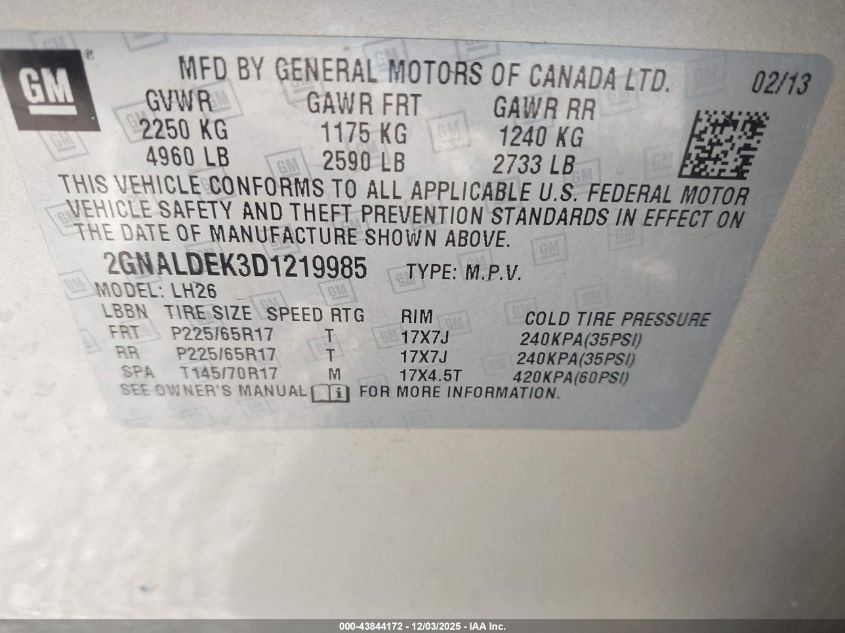 GM
MFD BY GENERAL MOTORS OF CANADA LTD. 02/13
GVWR GAWR FRT GAWR RR
2250 KG 1175 KG 1240 KG
4960 LB 2590 LB 2733 LB
THIS VEHICLE CONFORMS TO ALL APPLICABLE U.S. FEDERAL MOTOR
VEHICLE SAFETY AND THEFT PREVENTION STANDARDS IN EFFECT ON
THE DATE OF MANUFACTURE SHOWN ABOVE.
2GNALDEK3D1219985 TYPE: M.P.V.
MODEL: LH26
LBBN TIRE SIZE SPEED RTG RIM COLD TIRE PRESSURE
FRT P225/65R17 T 17X7J 240KPA(35PSI)
RR P225/65R17 T 17X7J 240KPA(35PSI)
SPA T145/70R17 M 17X4.5T 420KPA(60PSI)
SEE OWNER'S MANUAL i FOR MORE INFORMATION.
000-43844172 - 12/03/2025 - IAA Inc.